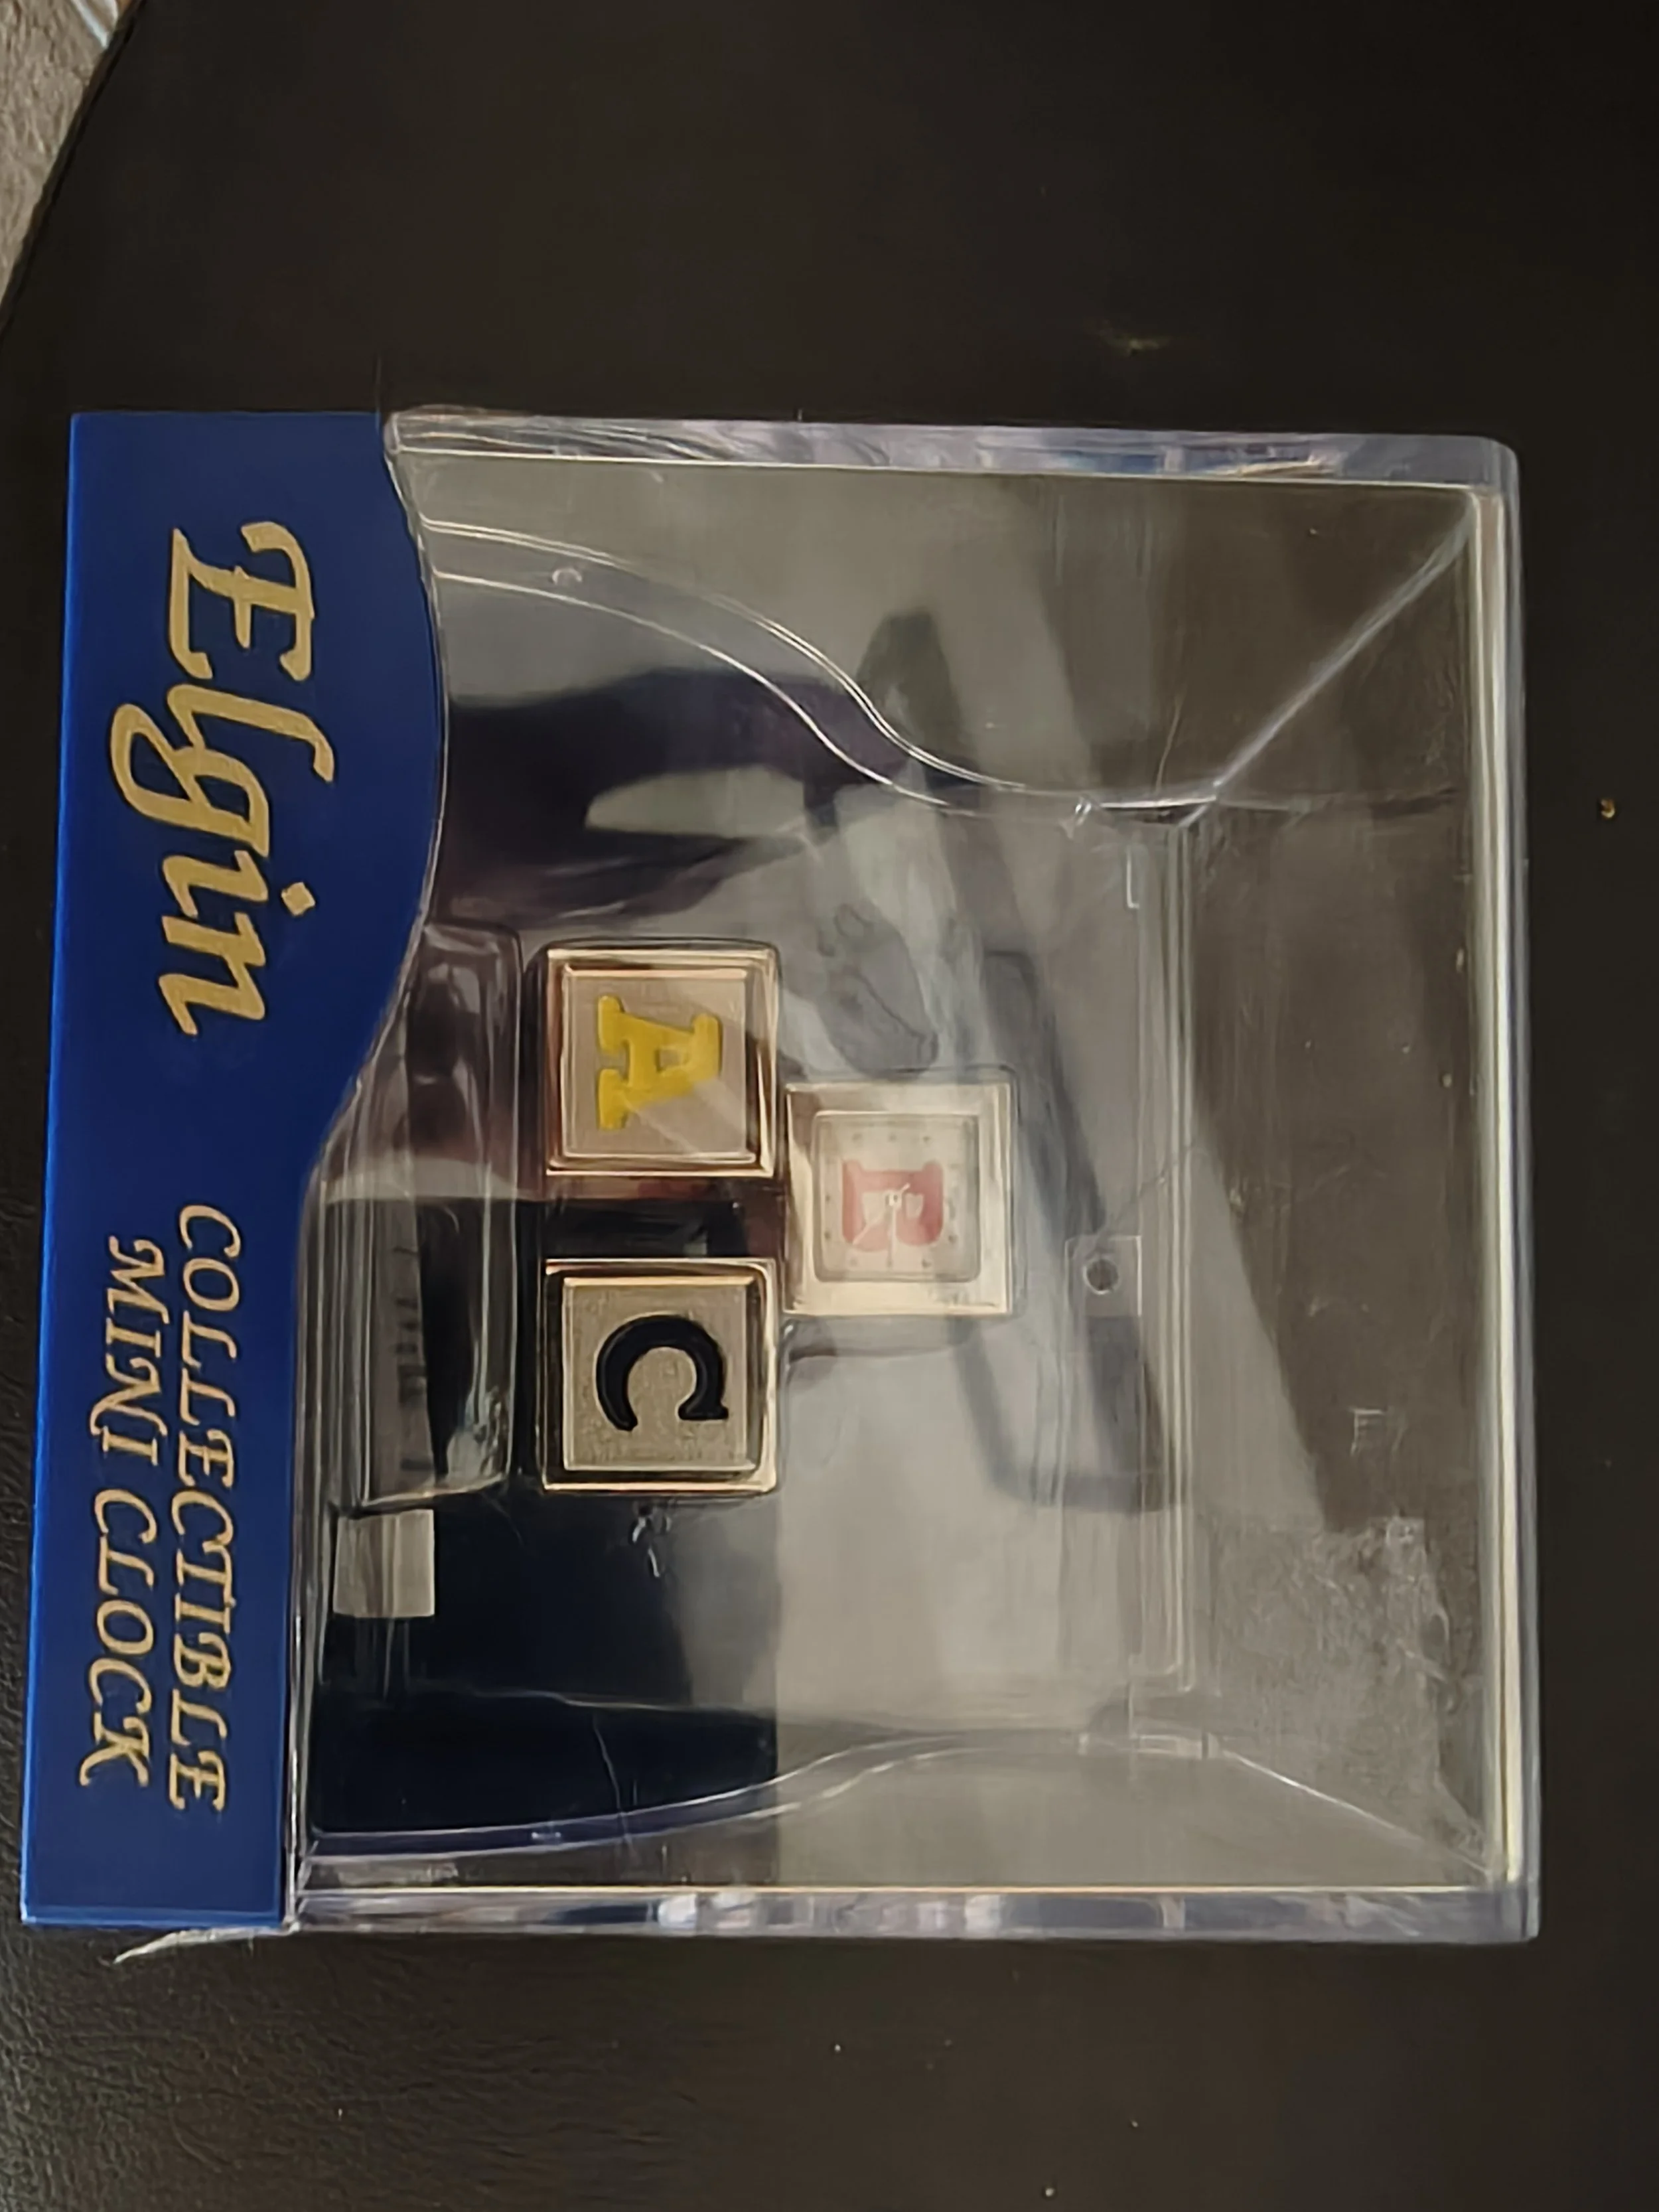 B
A C
Elgin
COLLECTIBLE
MINI CLOCK